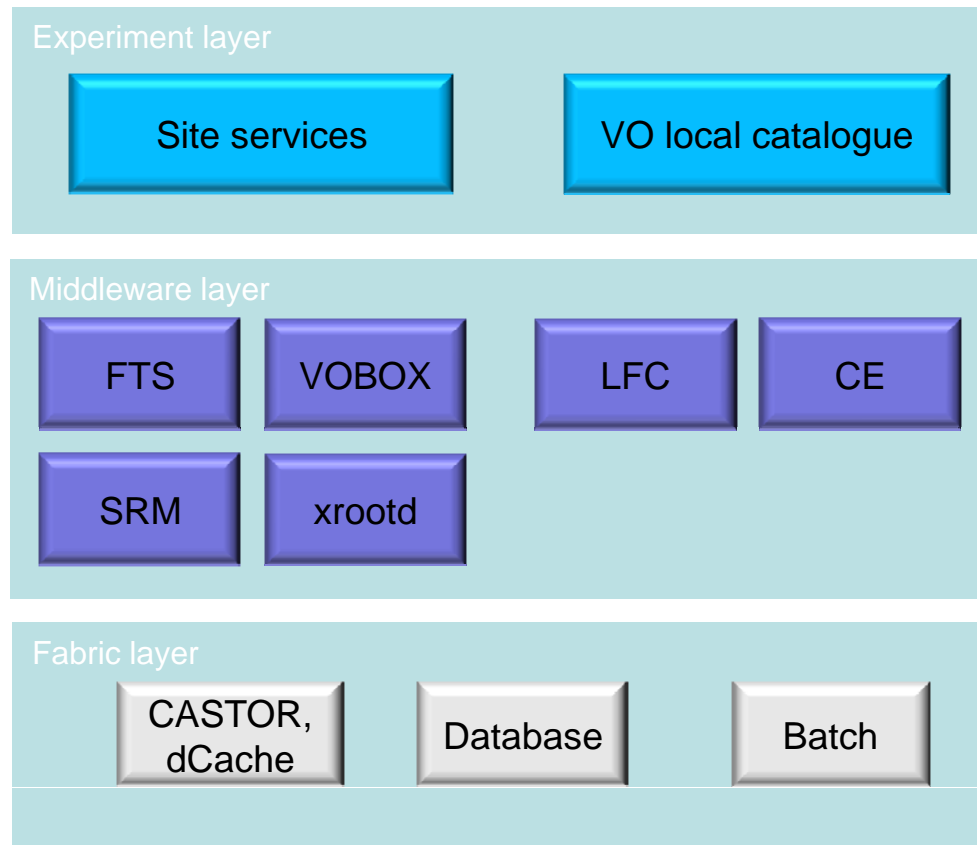 Experiment layer
Site services
VO local catalogue
Middleware layer
FTS
VOBOX
LFC
CE
SRM
xrootd
Fabric layer
CASTOR,
dCache
Database
Batch